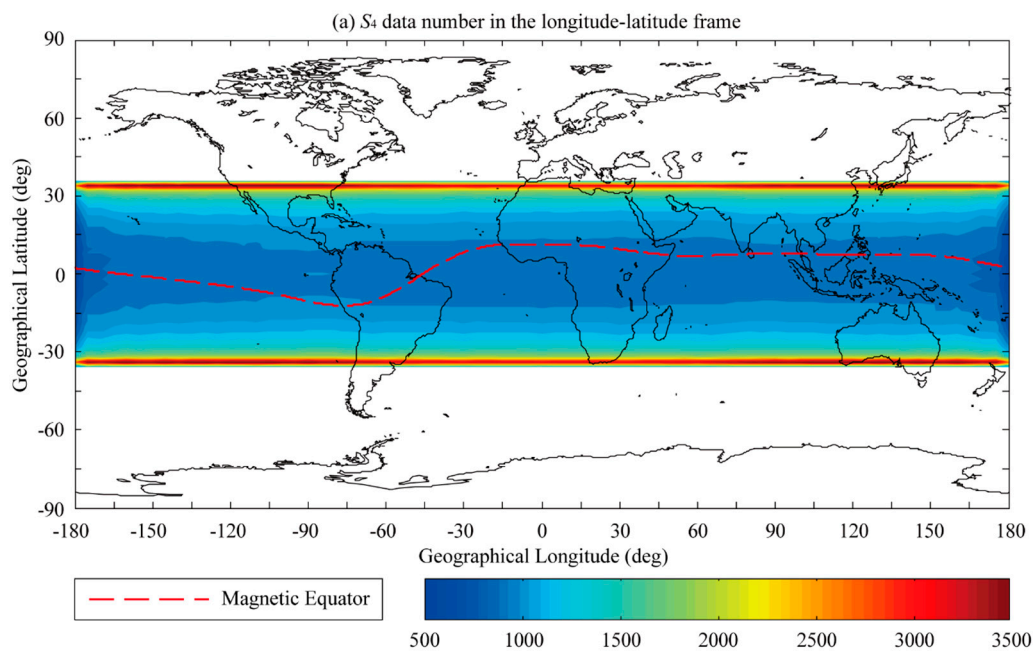 (a) S4 data number in the longitude-latitude frame
90
60
30
0
-30
-60
-90
Geographical Latitude (deg)
-180 -150 -120 -90 -60 -30 0 30 60 90 120 150 180
Geographical Longitude (deg)
Magnetic Equator
500 1000 1500 2000 2500 3000 3500